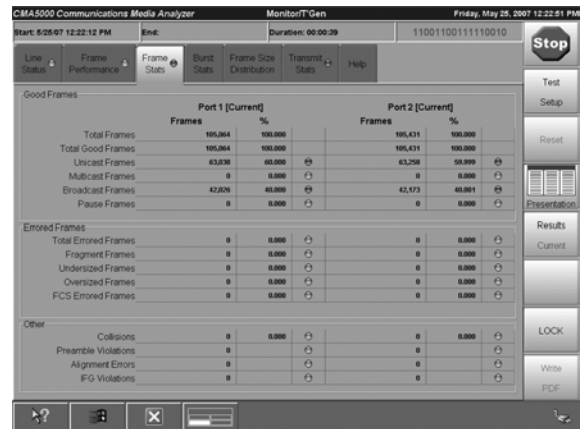 CMA5000 Communications Media Analyzer Monitor/T'Gen Friday, May 25, 2007 12:22:51 PM
Start: 5/25/07 12:22:12 PM End: Duration: 00:00:39 11001100111110010
Stop
Line Status Frame Performance Frame Stats Burst Stats Frame Size Distribution Transmit Stats Help
Test Setup
Reset
Presentation
Results
Current
LOCK
Write PDF
Good Frames
Port 1 [Current] Port 2 [Current]
Frames % Frames %
Total Frames 105,064 100.000 105,431 100.000
Total Good Frames 105,064 100.000 105,431 100.000
Unicast Frames 63,038 60.000 63,258 59.999
Multicast Frames 0 0.000 0 0.000
Broadcast Frames 42,026 40.000 42,173 40.001
Pause Frames 0 0.000 0 0.000
Errored Frames
Total Errored Frames 0 0.000 0 0.000
Fragment Frames 0 0.000 0 0.000
Undersized Frames 0 0.000 0 0.000
Oversized Frames 0 0.000 0 0.000
FCS Errored Frames 0 0.000 0 0.000
Other
Collisions 0 0.000 0 0.000
Preamble Violations 0 0
Alignment Errors 0 0
IFG Violations 0 0